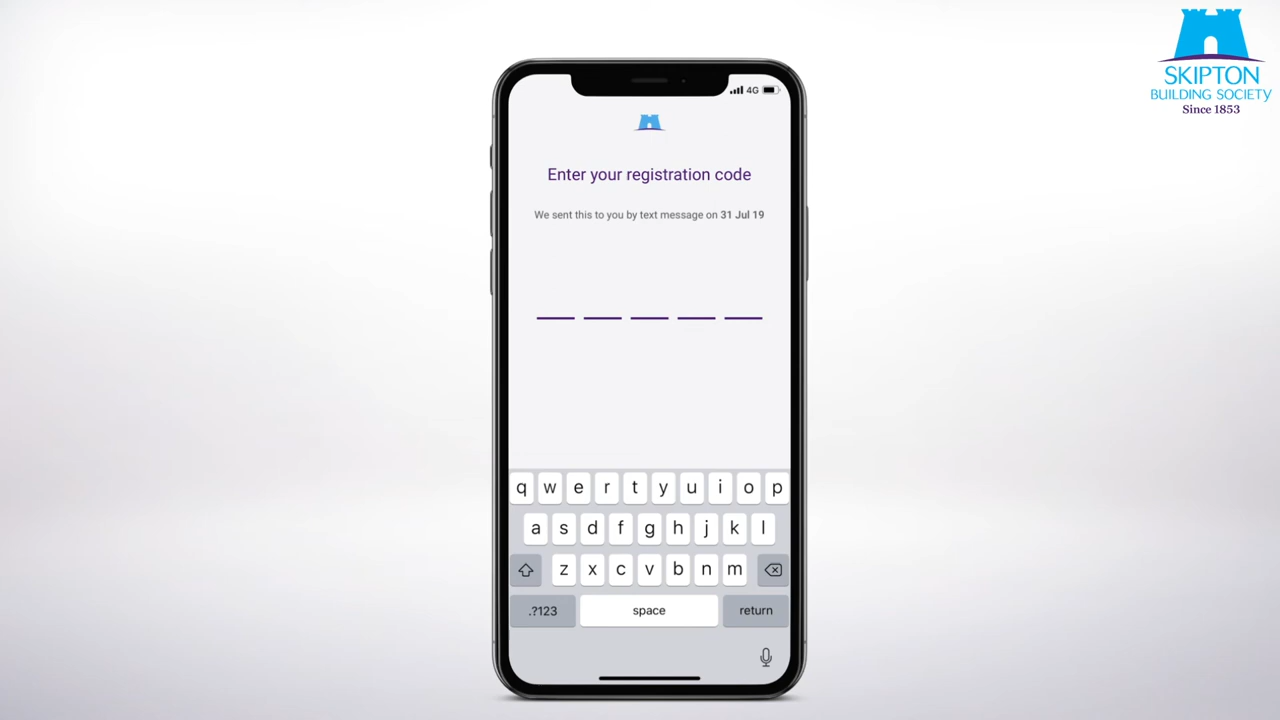 SKIPTON
BUILDING SOCIETY
Since 1853
4G
Enter your registration code
We sent this to you by text message on 31 Jul 19
q w e r t y u i o p
a s d f g h j k l
z x c v b n m
.?123 space return